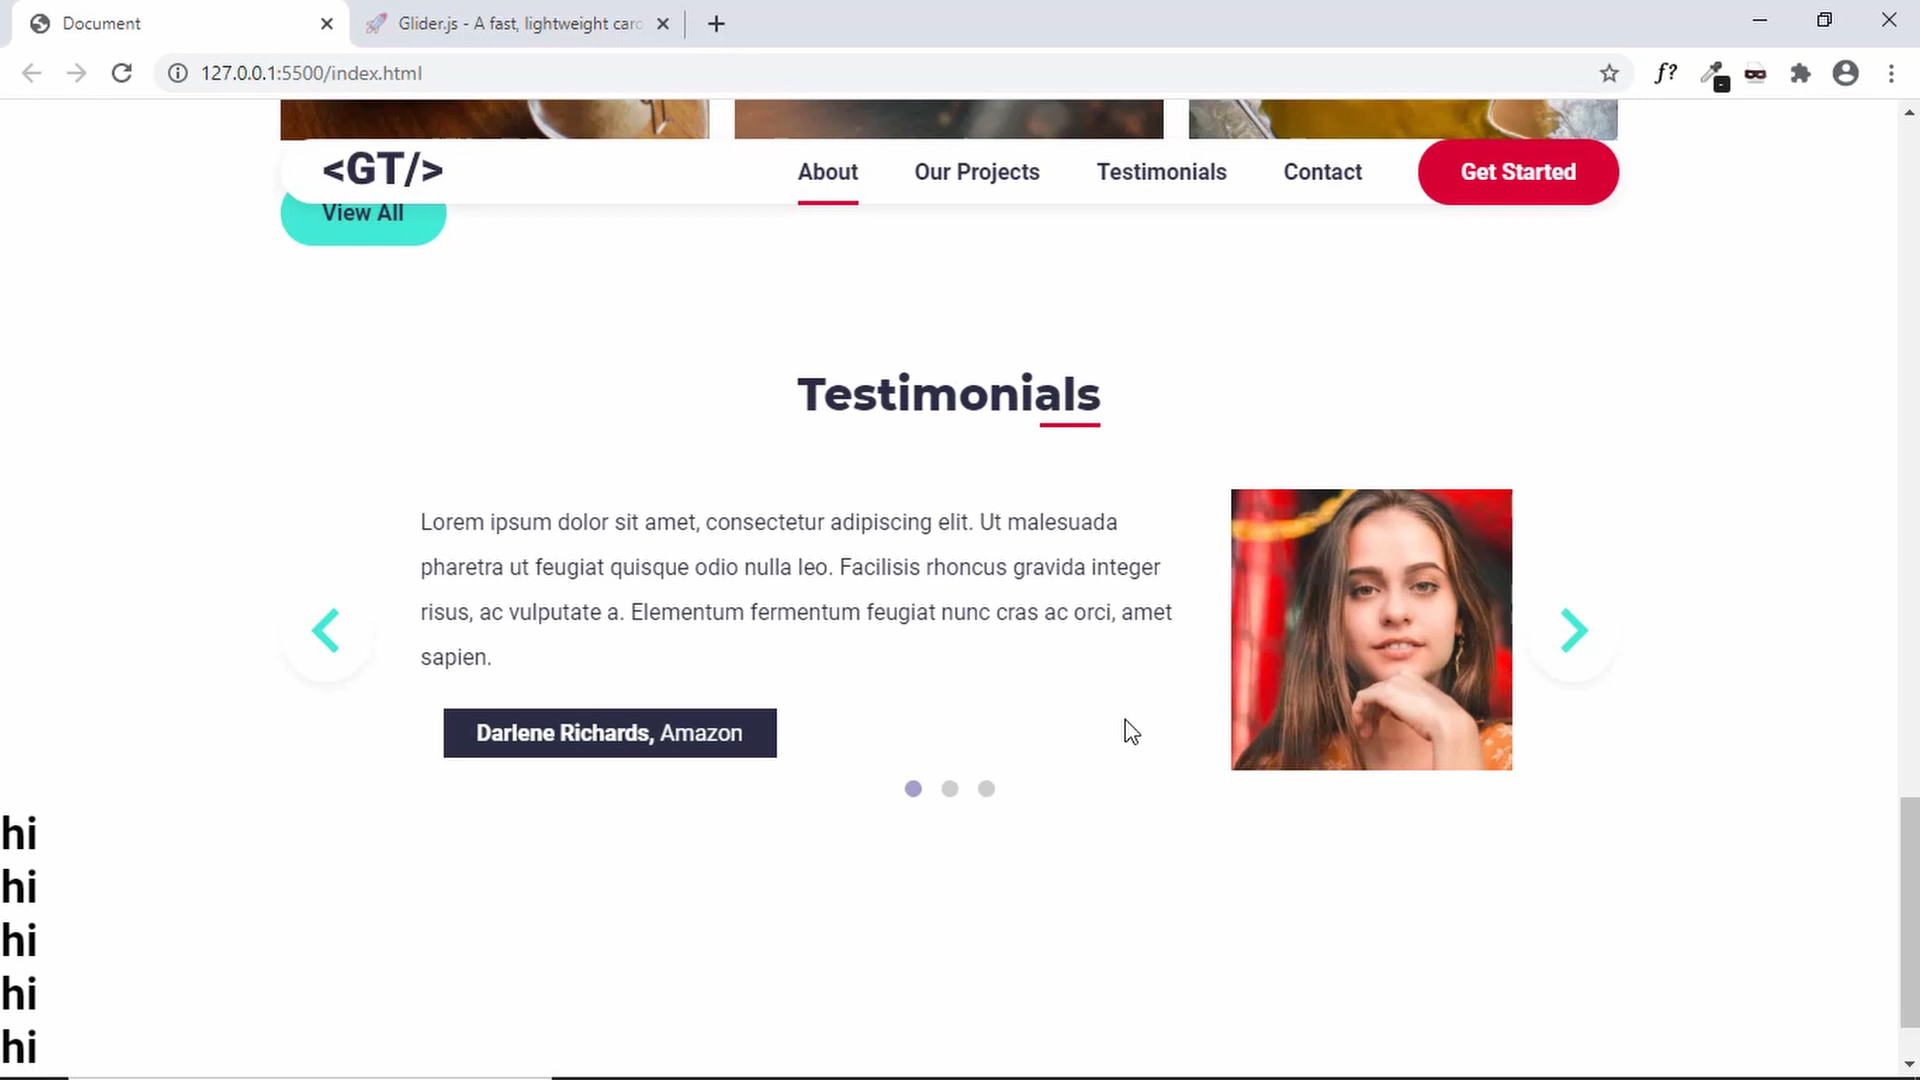 Document
Glider.js - A fast, lightweight carc
127.0.0.1:5500/index.html
f?
<GT/>
About
Our Projects
Testimonials
Contact
Get Started
View All
Testimonials
Lorem ipsum dolor sit amet, consectetur adipiscing elit. Ut malesuada
pharetra ut feugiat quisque odio nulla leo. Facilisis rhoncus gravida integer
risus, ac vulputate a. Elementum fermentum feugiat nunc cras ac orci, amet
sapien.
Darlene Richards, Amazon
hi
hi
hi
hi
hi